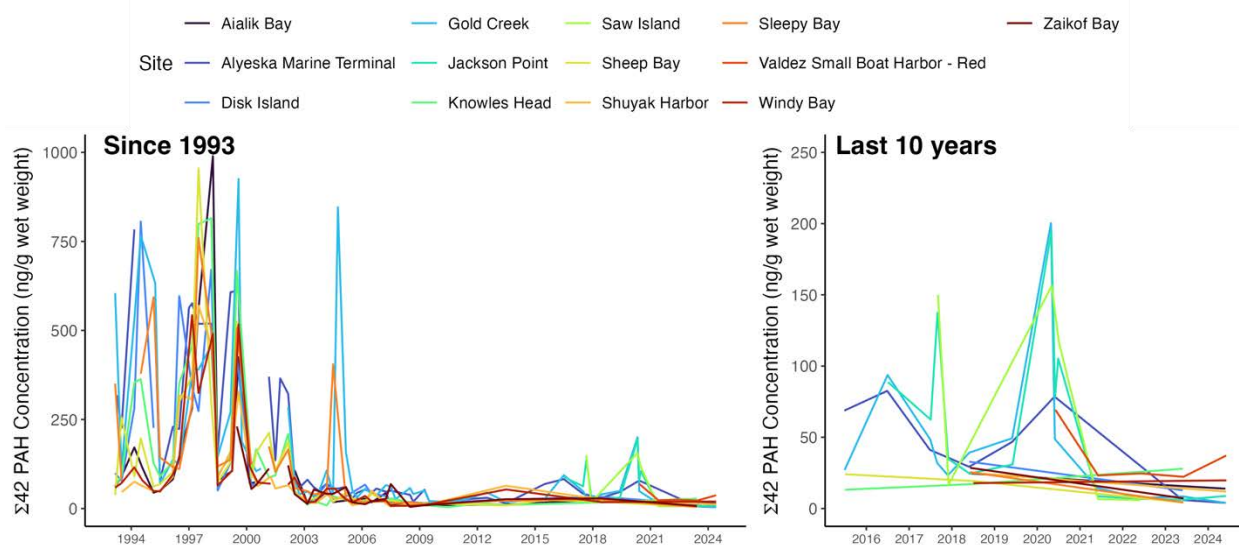 Aialik Bay Gold Creek Saw Island Sleepy Bay Zaikof Bay
Site Alyeska Marine Terminal Jackson Point Sheep Bay Valdez Small Boat Harbor - Red
Disk Island Knowles Head Shuyak Harbor Windy Bay
Since 1993
Σ42 PAH Concentration (ng/g wet weight)
1000
750
500
250
0
1994 1997 2000 2003 2006 2009 2012 2015 2018 2021 2024
Last 10 years
Σ42 PAH Concentration (ng/g wet weight)
250
200
150
100
50
0
2016 2017 2018 2019 2020 2021 2022 2023 2024